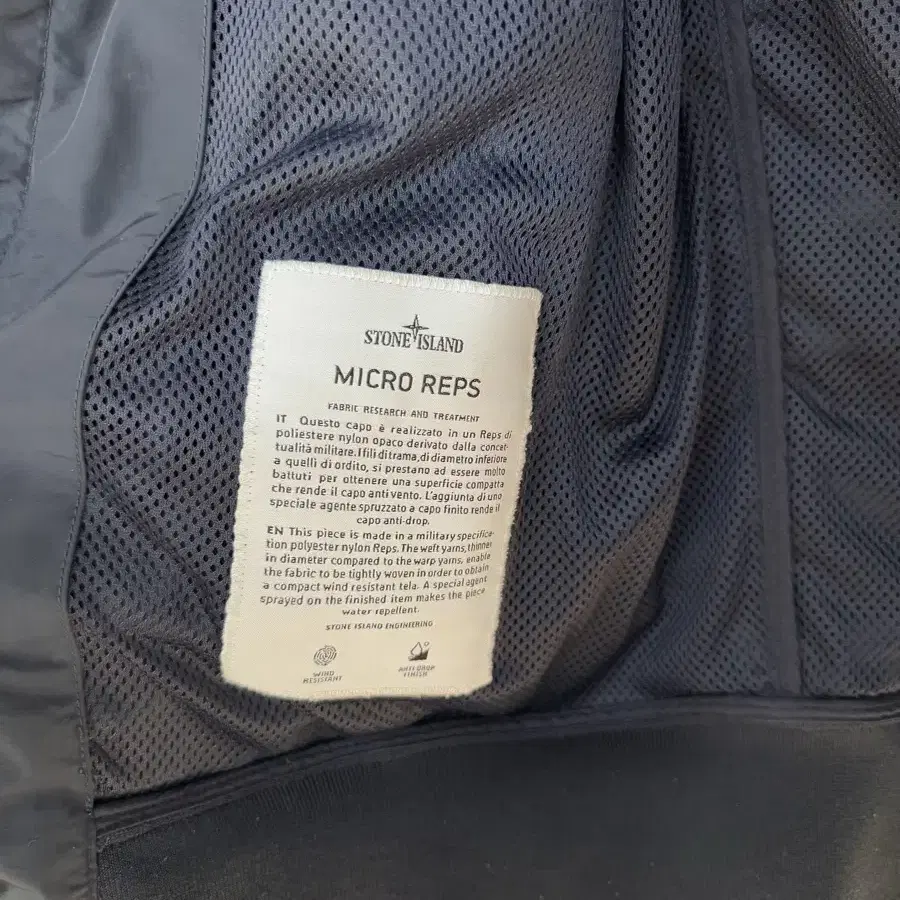 STONE ISLAND
MICRO REPS
FABRIC RESEARCH AND TREATMENT
IT Questo capo è realizzato in un Reps di
poliestere nylon opaco derivato dalla concet-
tualità militare. I fili di trama, di diametro inferiore
a quelli di ordito, si prestano ad essere molto
battuti per ottenere una superficie compatta
che rende il capo antivento. L'aggiunta di uno
speciale agente spruzzato a capo finito rende il
capo anti-drop.
EN This piece is made in a military specifica-
tion polyester nylon Reps. The weft yarns, thinner
in diameter compared to the warp yarns, enable
the fabric to be tightly woven in order to obtain
a compact wind resistant tela. A special agent
sprayed on the finished item makes the piece
water repellent.
STONE ISLAND ENGINEERING
WIND
RESISTANT
ANTI DROP
FINISH